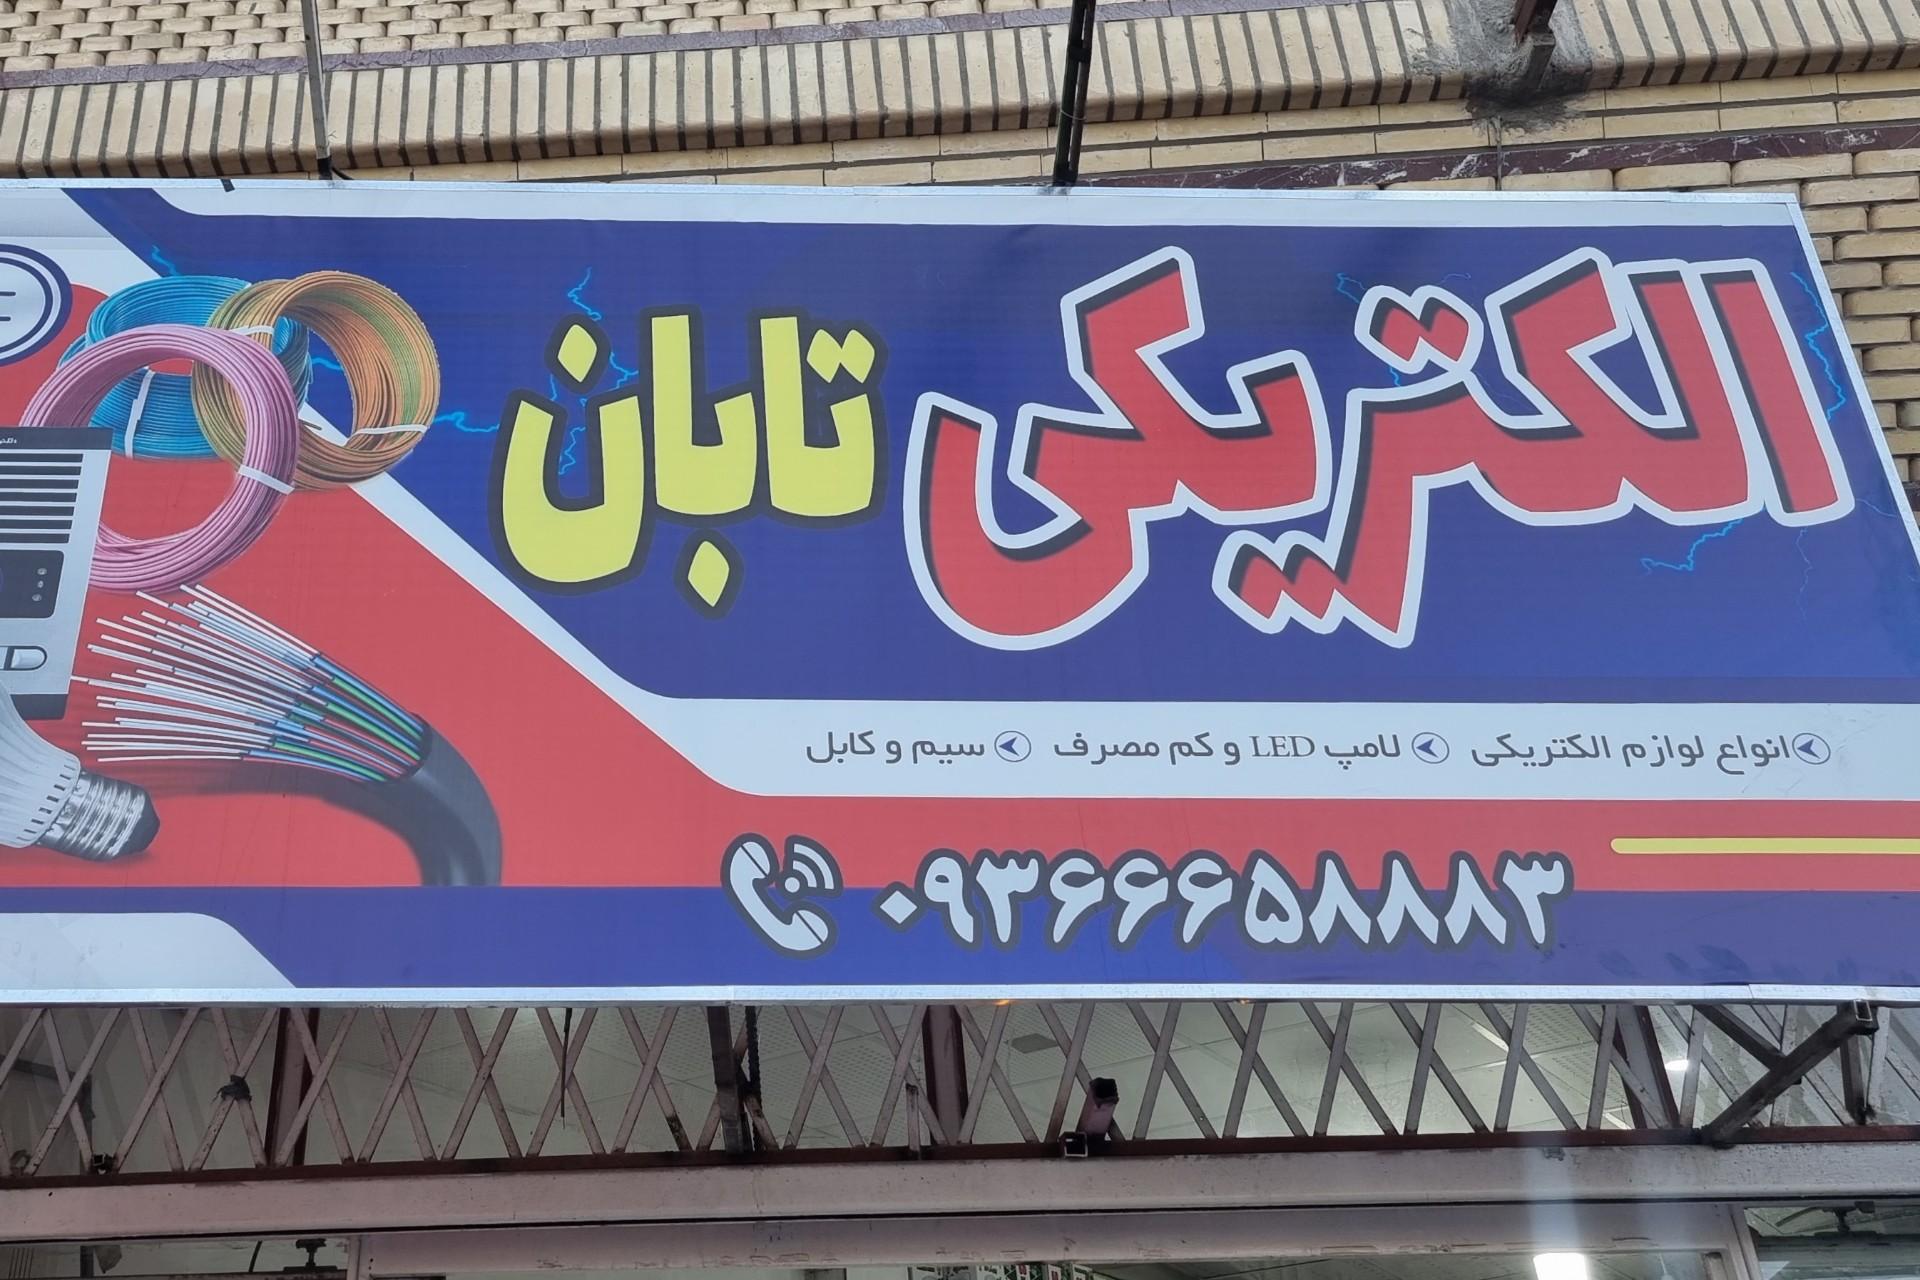 الکتریکی تابان
انواع لوازم الکتریکی لامپ LED و کم مصرف سیم و کابل
۰۹۳۶۶۶۵۸۸۸۳